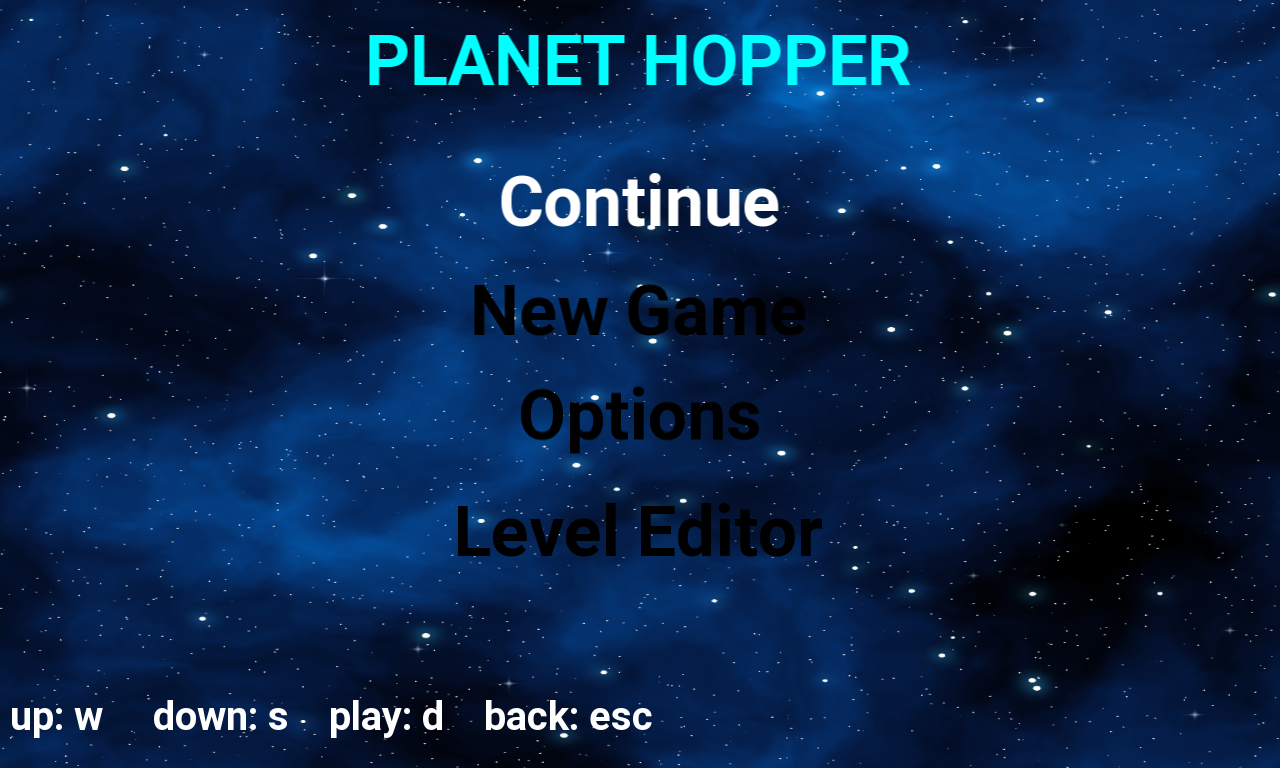 PLANET HOPPER
Continue
New Game
Options
Level Editor
up: w down: s play: d back: esc